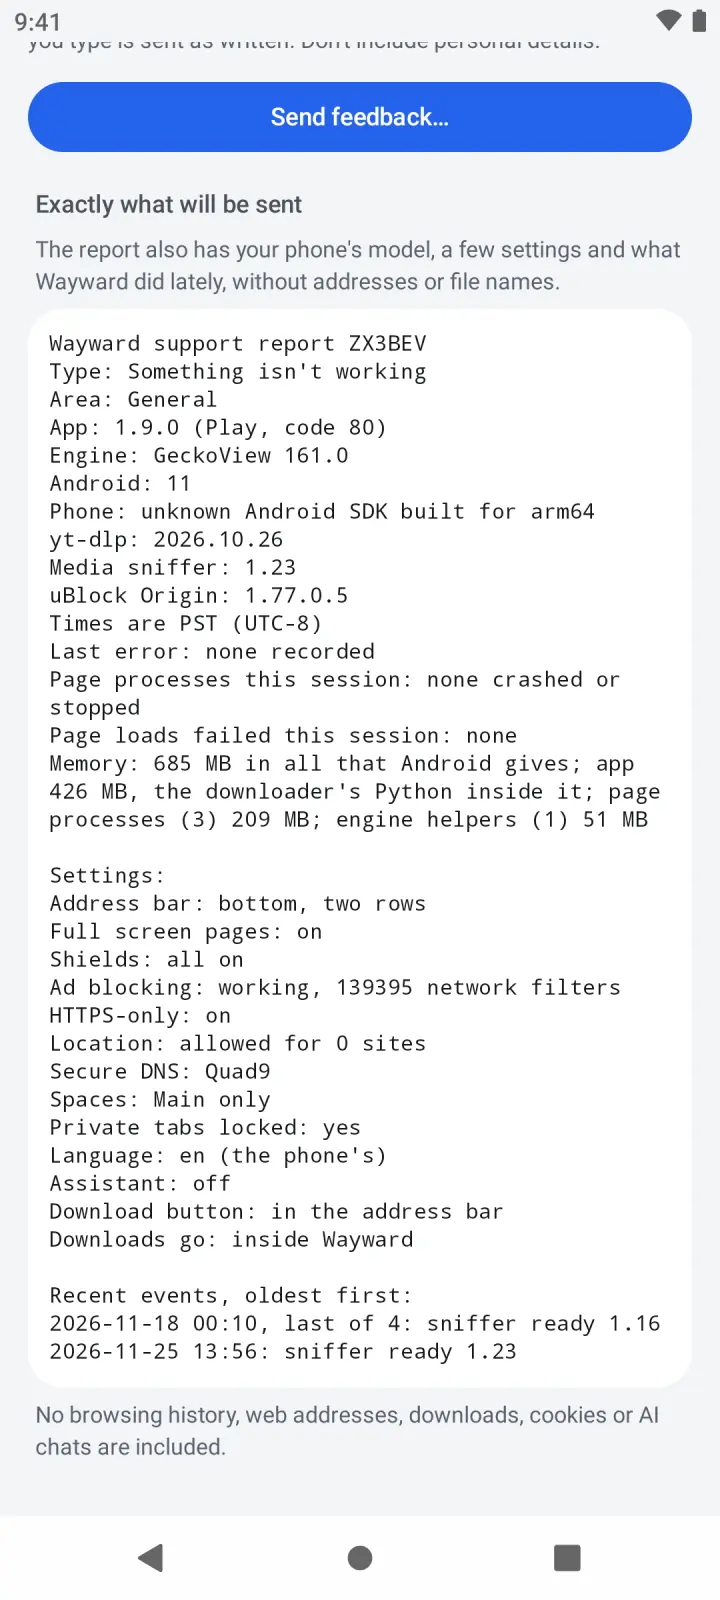 9:41
you type is sent as written. Don't include personal details.
Send feedback…
Exactly what will be sent
The report also has your phone's model, a few settings and what
Wayward did lately, without addresses or file names.
Wayward support report ZX3BEV
Type: Something isn't working
Area: General
App: 1.9.0 (Play, code 80)
Engine: GeckoView 161.0
Android: 11
Phone: unknown Android SDK built for arm64
yt-dlp: 2026.10.26
Media sniffer: 1.23
uBlock Origin: 1.77.0.5
Times are PST (UTC-8)
Last error: none recorded
Page processes this session: none crashed or
stopped
Page loads failed this session: none
Memory: 685 MB in all that Android gives; app
426 MB, the downloader's Python inside it; page
processes (3) 209 MB; engine helpers (1) 51 MB
Settings:
Address bar: bottom, two rows
Full screen pages: on
Shields: all on
Ad blocking: working, 139395 network filters
HTTPS-only: on
Location: allowed for 0 sites
Secure DNS: Quad9
Spaces: Main only
Private tabs locked: yes
Language: en (the phone's)
Assistant: off
Download button: in the address bar
Downloads go: inside Wayward
Recent events, oldest first:
2026-11-18 00:10, last of 4: sniffer ready 1.16
2026-11-25 13:56: sniffer ready 1.23
No browsing history, web addresses, downloads, cookies or AI
chats are included.